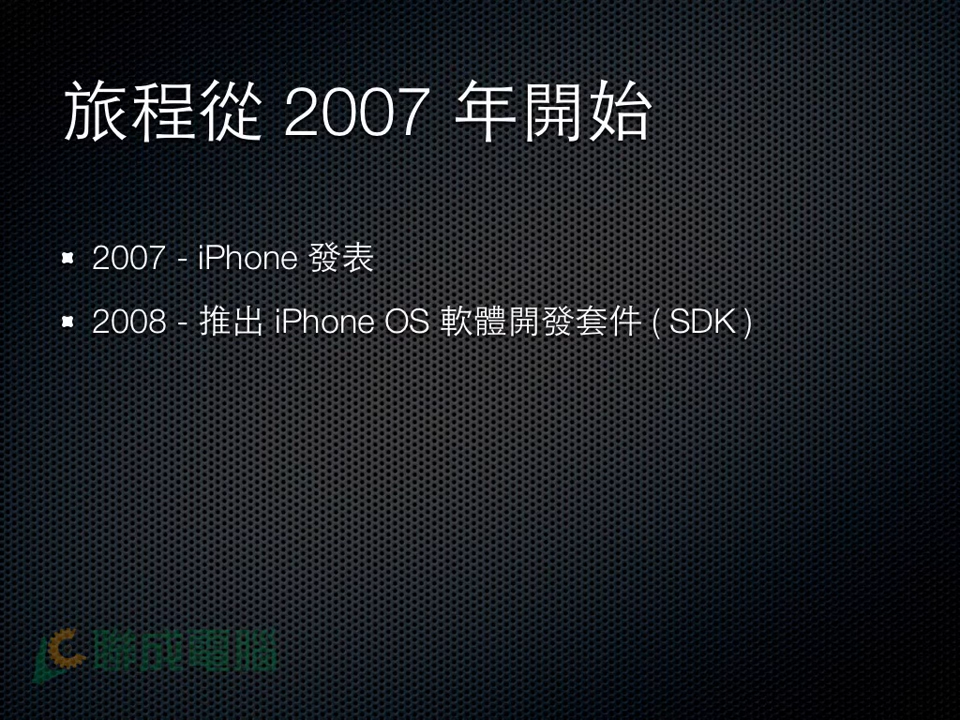 旅程從 2007 年開始
2007 - iPhone 發表
2008 - 推出 iPhone OS 軟體開發套件 ( SDK )
聯成電腦